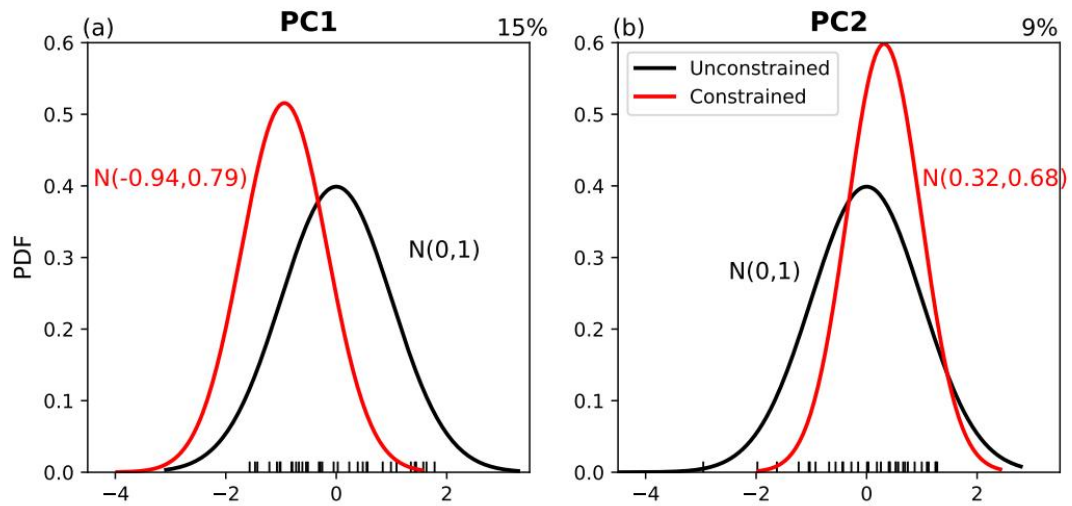 (a) PC1 15%
0.6
0.5
0.4
0.3
0.2
0.1
0.0
PDF
N(-0.94,0.79)
N(0,1)
−4 −2 0 2
(b) PC2 9%
0.6
0.5
0.4
0.3
0.2
0.1
0.0
Unconstrained
Constrained
N(0.32,0.68)
N(0,1)
−4 −2 0 2